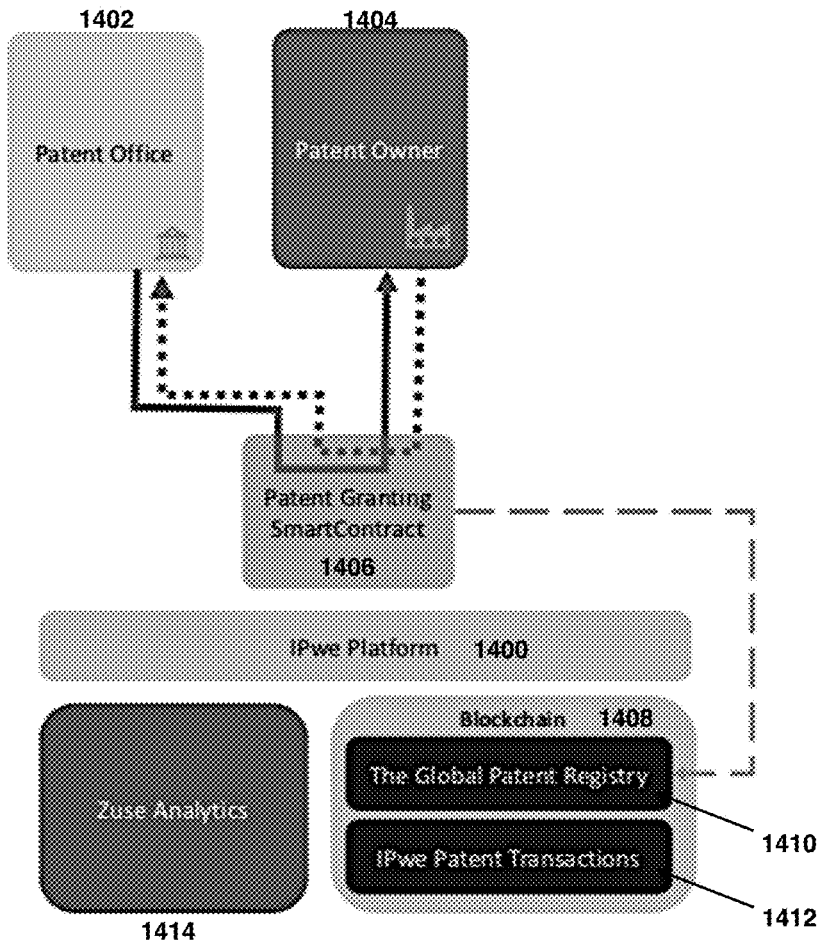 1402
1404
Patent Office
Patent Owner
Patent Granting
SmartContract
1406
IPwe Platform 1400
Blockchain 1408
The Global Patent Registry
Zuse Analytics
IPwe Patent Transactions
1410
1412
1414